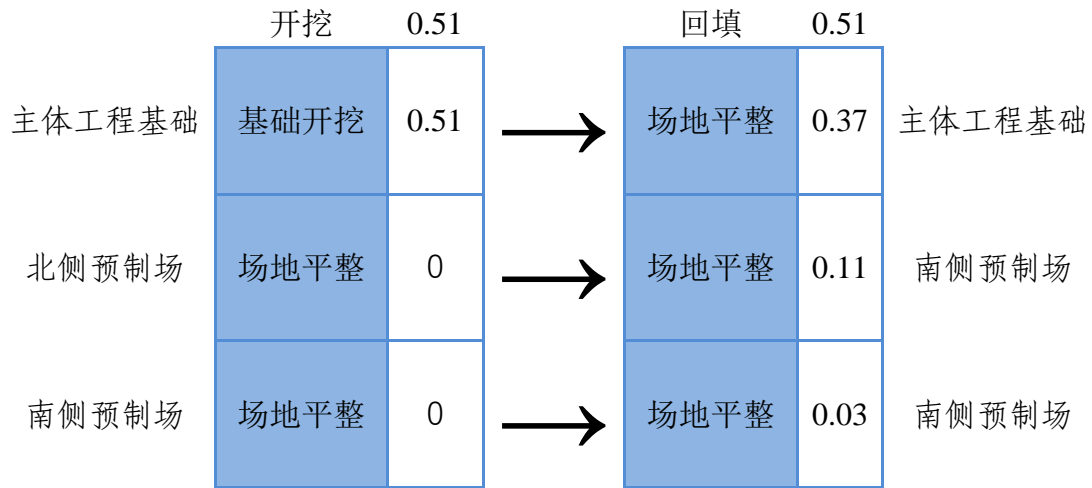 开挖 0.51 回填 0.51
主体工程基础 基础开挖 0.51 场地平整 0.37 主体工程基础
北侧预制场 场地平整 0 场地平整 0.11 南侧预制场
南侧预制场 场地平整 0 场地平整 0.03 南侧预制场